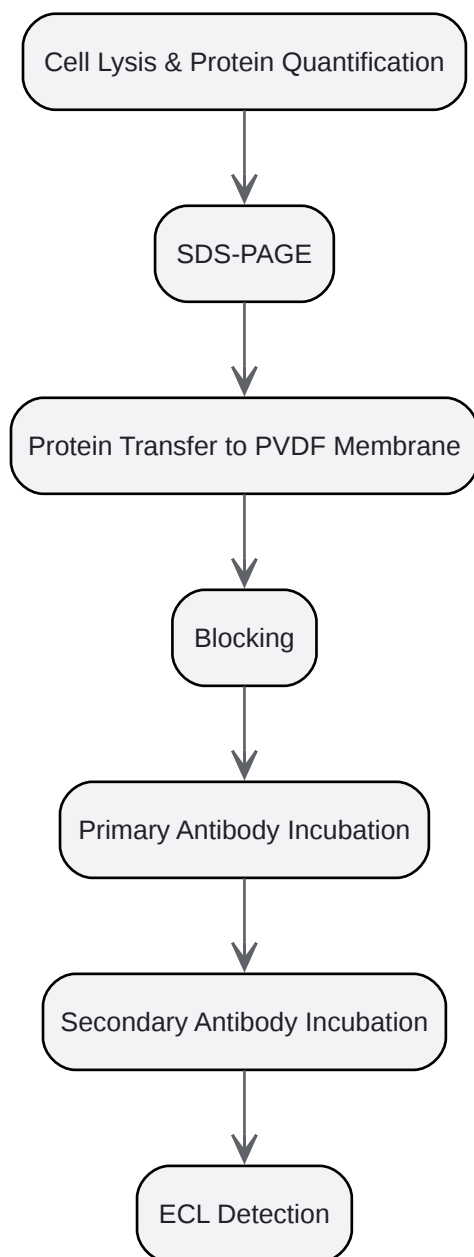 Cell Lysis & Protein Quantification
SDS-PAGE
Protein Transfer to PVDF Membrane
Blocking
Primary Antibody Incubation
Secondary Antibody Incubation
ECL Detection